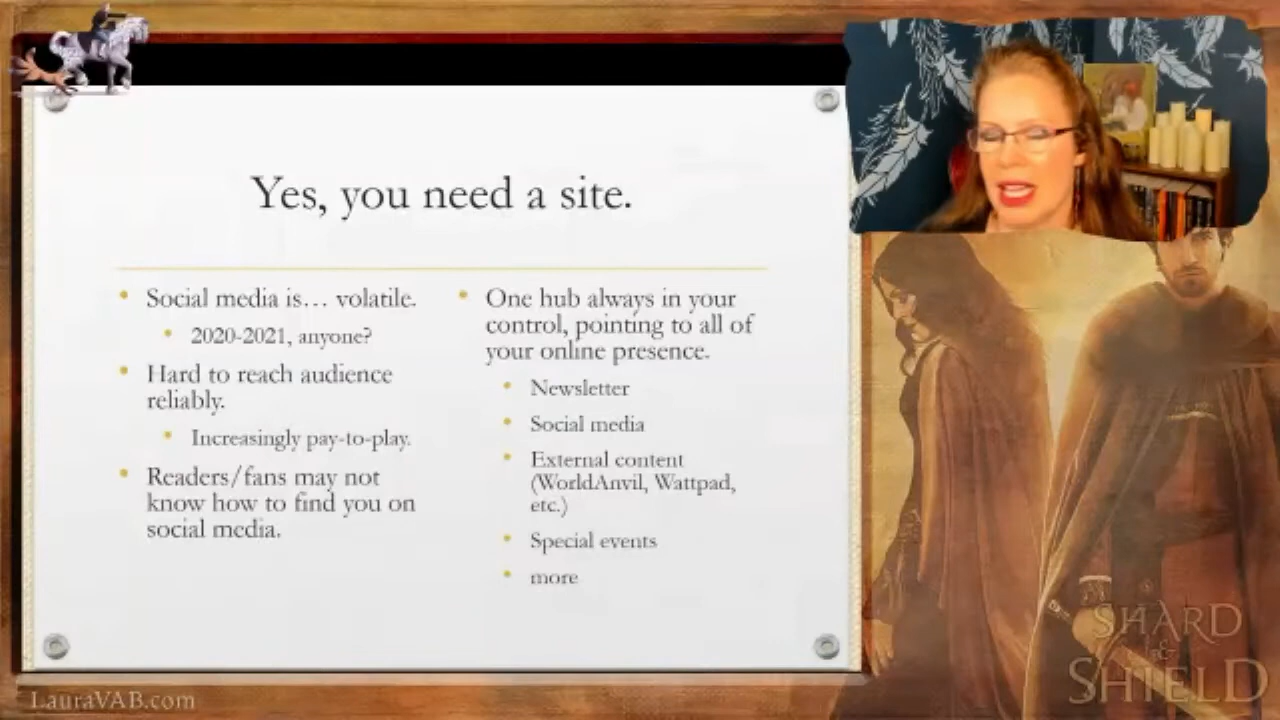 Yes, you need a site.
Social media is… volatile.
2020-2021, anyone?
Hard to reach audience
reliably.
Increasingly pay-to-play.
Readers/fans may not
know how to find you on
social media.
One hub always in your
control, pointing to all of
your online presence.
Newsletter
Social media
External content
(WorldAnvil, Wattpad,
etc.)
Special events
more
LauraVAB.com
SHARD
&
SHIELD